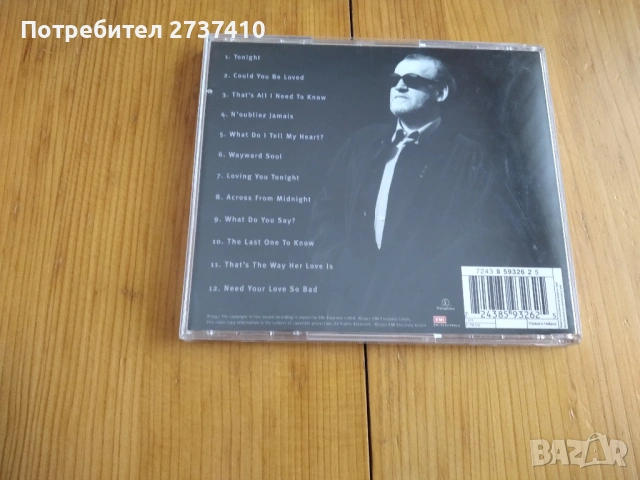 Потребител 2737410
1. Tonight
2. Could You Be Loved
3. That's All I Need To Know
4. N'oubliez Jamais
5. What Do I Tell My Heart?
6. Wayward Soul
7. Loving You Tonight
8. Across From Midnight
9. What Do You Say?
10. The Last One To Know
11. That's The Way Her Love Is
12. Need Your Love So Bad
7243 8 59326 2 5
24385 93262
EMI
BAZAR